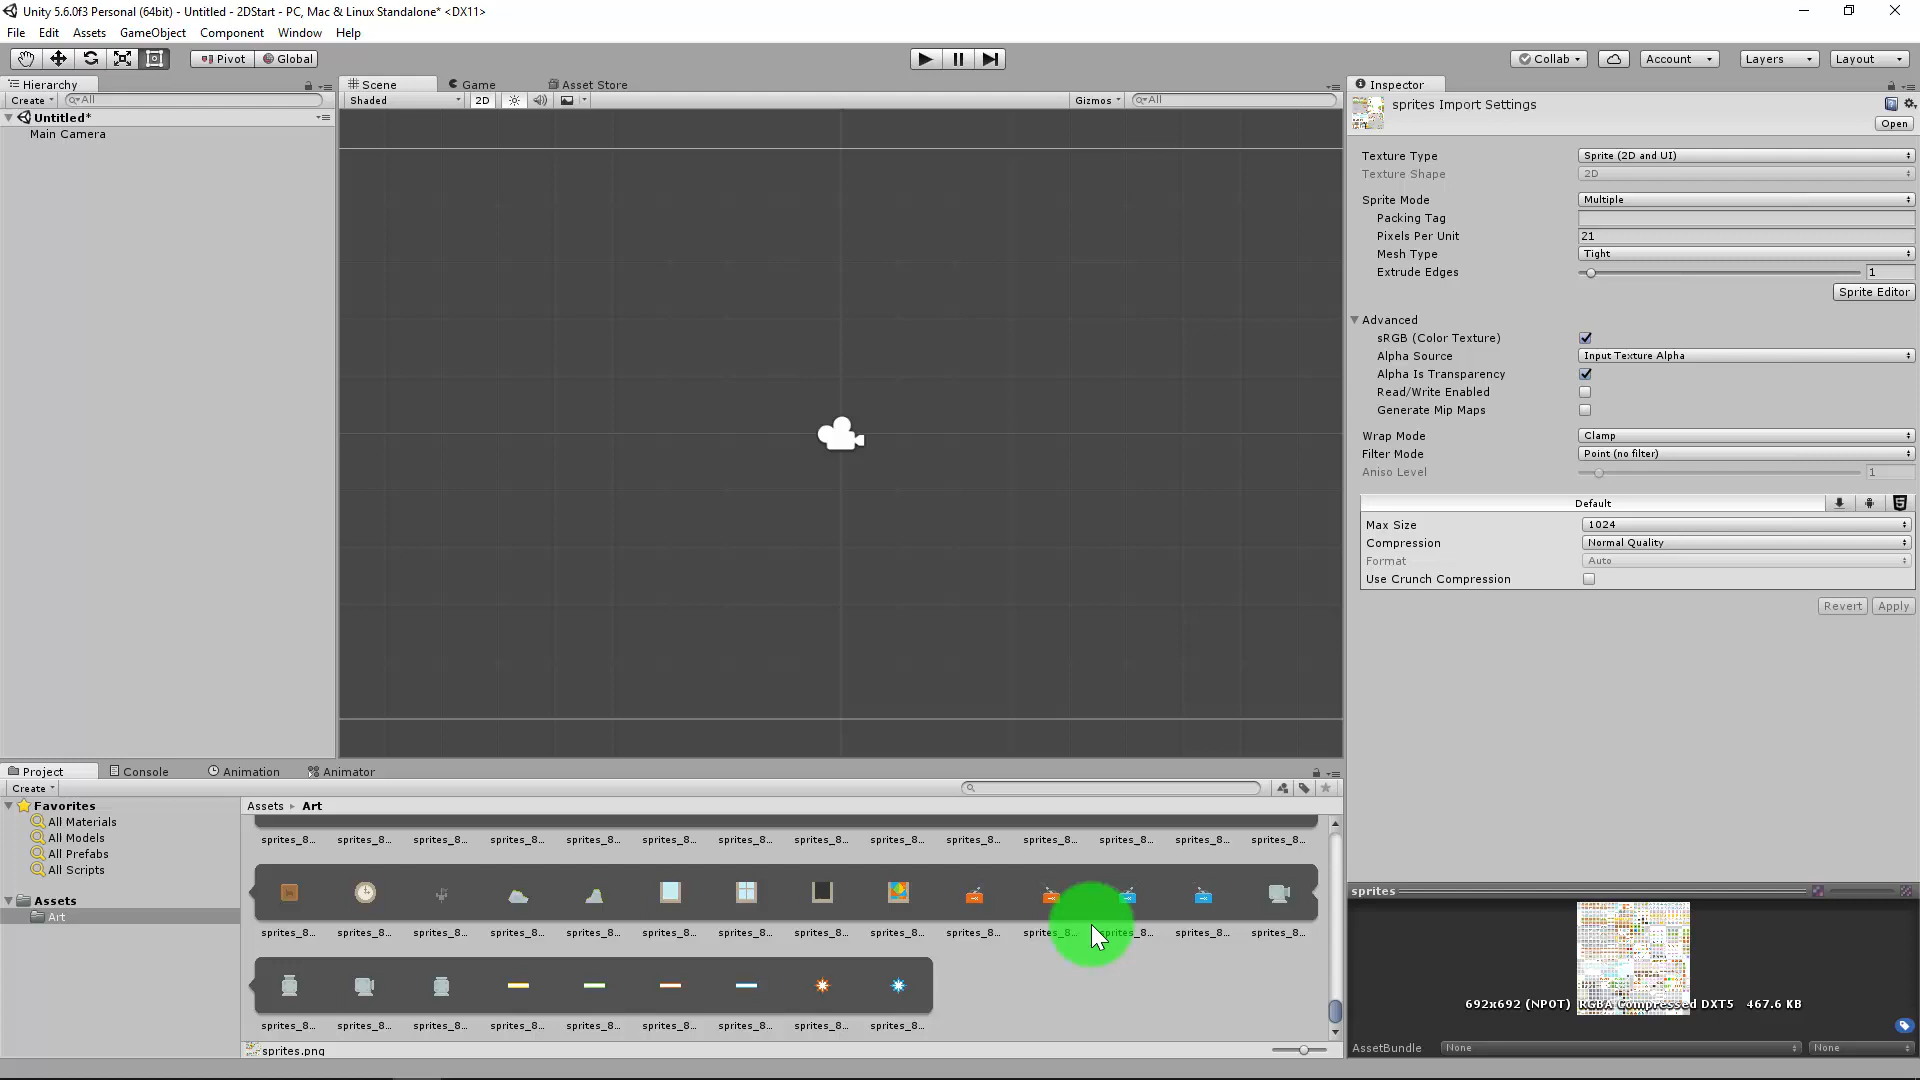 Unity 5.6.0f3 Personal (64bit) - Untitled - 2DStart - PC, Mac & Linux Standalone* <DX11>
File Edit Assets GameObject Component Window Help
Pivot Global Collab Account Layers Layout
Hierarchy Scene Game Asset Store Inspector
Create All Shaded 2D Gizmos All sprites Import Settings
Untitled*
Open
Main Camera
Texture Type Sprite (2D and UI)
Texture Shape 2D
Sprite Mode Multiple
Packing Tag
Pixels Per Unit 21
Mesh Type Tight
Extrude Edges 1
Sprite Editor
Advanced
sRGB (Color Texture)
Alpha Source Input Texture Alpha
Alpha Is Transparency
Read/Write Enabled
Generate Mip Maps
Wrap Mode Clamp
Filter Mode Point (no filter)
Aniso Level 1
Default
Max Size 1024
Compression Normal Quality
Format Auto
Use Crunch Compression
Revert Apply
Project Console Animation Animator
Create
Favorites Assets Art
All Materials
All Models
All Prefabs
All Scripts
Assets
Art
sprites_8... sprites_8... sprites_8... sprites_8... sprites_8... sprites_8... sprites_8... sprites_8... sprites_8... sprites_8... sprites_8... sprites_8... sprites_8... sprites_8...
sprites_8... sprites_8... sprites_8... sprites_8... sprites_8... sprites_8... sprites_8... sprites_8... sprites_8... sprites_8... sprites_8... sprites_8... sprites_8... sprites_8...
sprites_8... sprites_8... sprites_8... sprites_8... sprites_8... sprites_8... sprites_8... sprites_8... sprites_8...
sprites.png
sprites
692x692 (NPOT) RGBA Compressed DXT5 467.6 KB
AssetBundle None None